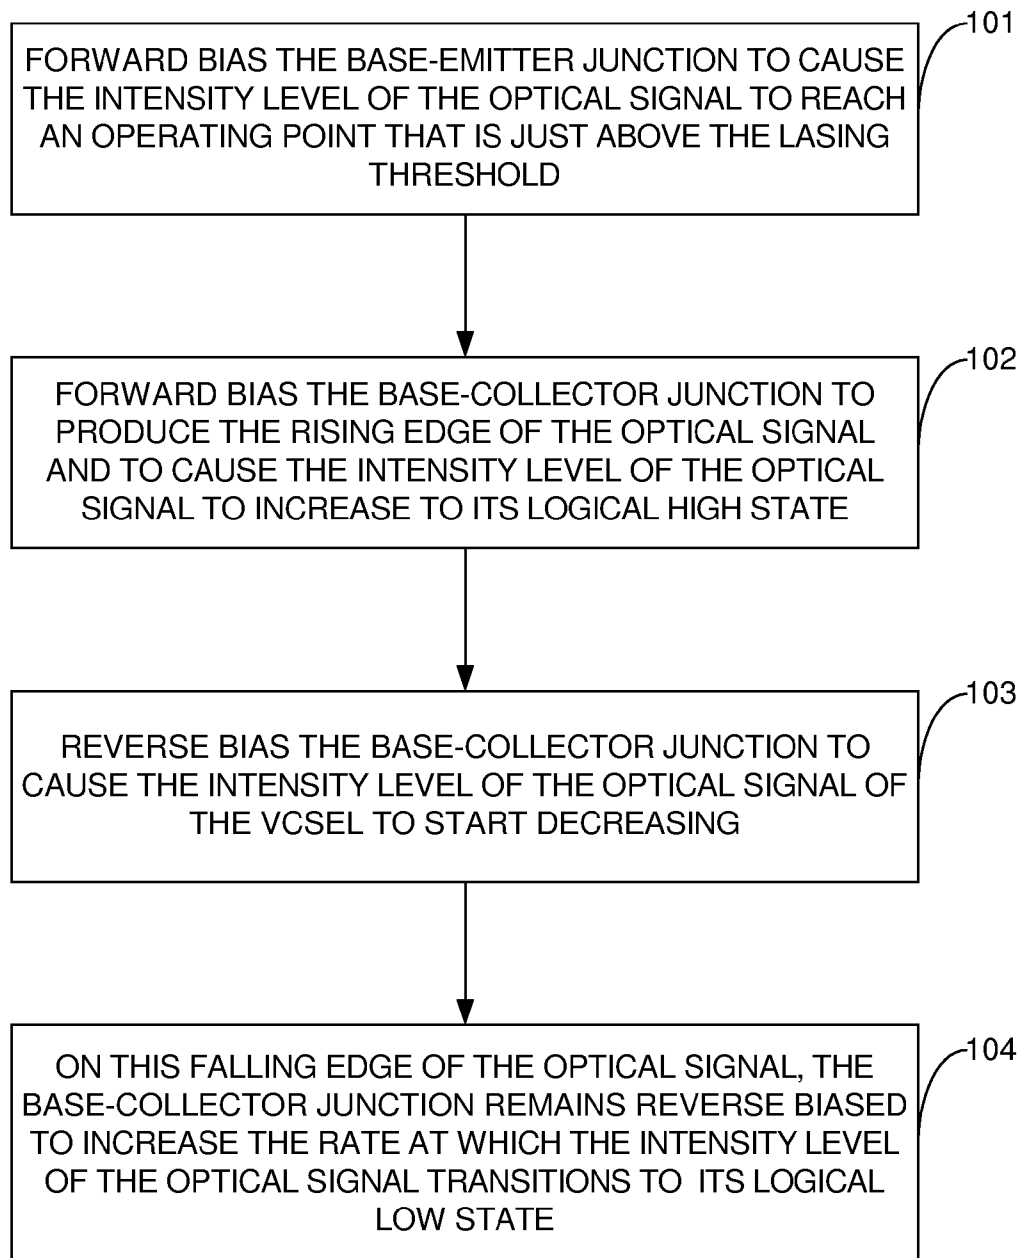 101
FORWARD BIAS THE BASE-EMITTER JUNCTION TO CAUSE
THE INTENSITY LEVEL OF THE OPTICAL SIGNAL TO REACH
AN OPERATING POINT THAT IS JUST ABOVE THE LASING
THRESHOLD
102
FORWARD BIAS THE BASE-COLLECTOR JUNCTION TO
PRODUCE THE RISING EDGE OF THE OPTICAL SIGNAL
AND TO CAUSE THE INTENSITY LEVEL OF THE OPTICAL
SIGNAL TO INCREASE TO ITS LOGICAL HIGH STATE
103
REVERSE BIAS THE BASE-COLLECTOR JUNCTION TO
CAUSE THE INTENSITY LEVEL OF THE OPTICAL SIGNAL OF
THE VCSEL TO START DECREASING
104
ON THIS FALLING EDGE OF THE OPTICAL SIGNAL, THE
BASE-COLLECTOR JUNCTION REMAINS REVERSE BIASED
TO INCREASE THE RATE AT WHICH THE INTENSITY LEVEL
OF THE OPTICAL SIGNAL TRANSITIONS TO ITS LOGICAL
LOW STATE